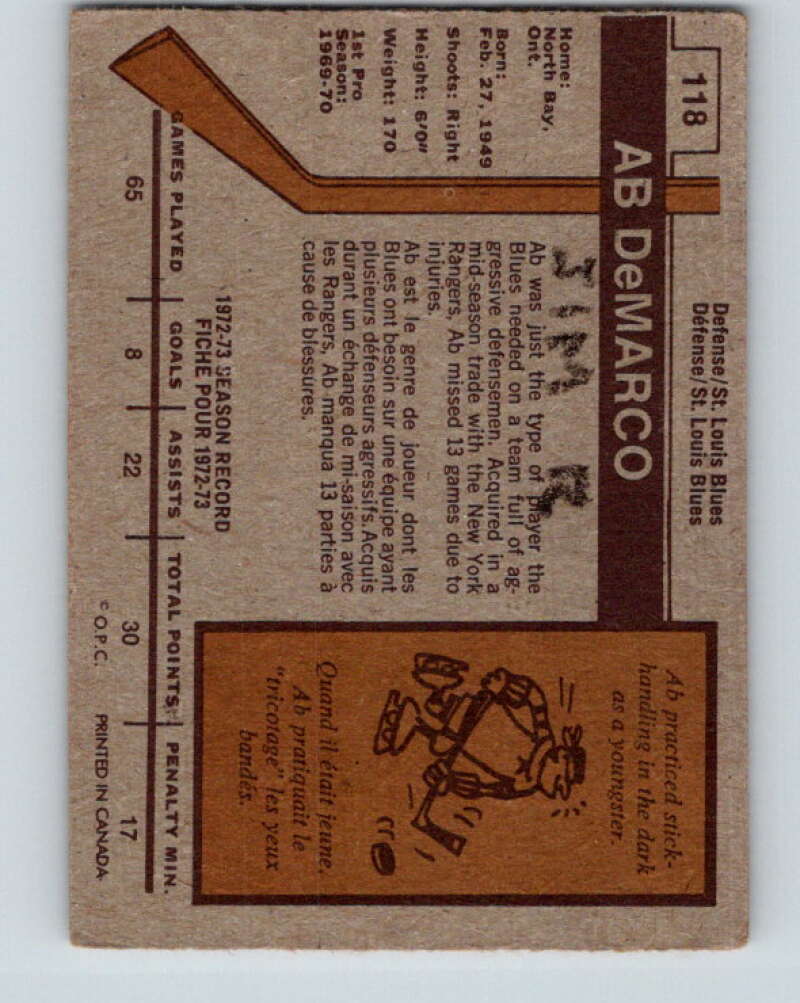 118
AB DeMARCO
Defense/St. Louis Blues
Défense/St. Louis Blues
Home:
North Bay,
Ont.
Born:
Feb. 27, 1949
Shoots: Right
Height: 6'0"
Weight: 170
1st Pro
Season:
1969-70
JIM R
Ab was just the type of player the
Blues needed on a team full of ag-
gressive defensemen. Acquired in a
mid-season trade with the New York
Rangers, Ab missed 13 games due to
injuries.
Ab est le genre de joueur dont les
Blues ont besoin sur une équipe ayant
plusieurs défenseurs agressifs. Acquis
durant un échange de mi-saison avec
les Rangers, Ab manqua 13 parties à
cause de blessures.
Ab practiced stick-
handling in the dark
as a youngster.
Quand il était jeune,
Ab pratiquait le
"tricotage" les yeux
bandés.
1972-73 SEASON RECORD
FICHE POUR 1972-73
GAMES PLAYED GOALS ASSISTS TOTAL POINTS PENALTY MIN.
65 8 22 30 17
© O.P.C. PRINTED IN CANADA